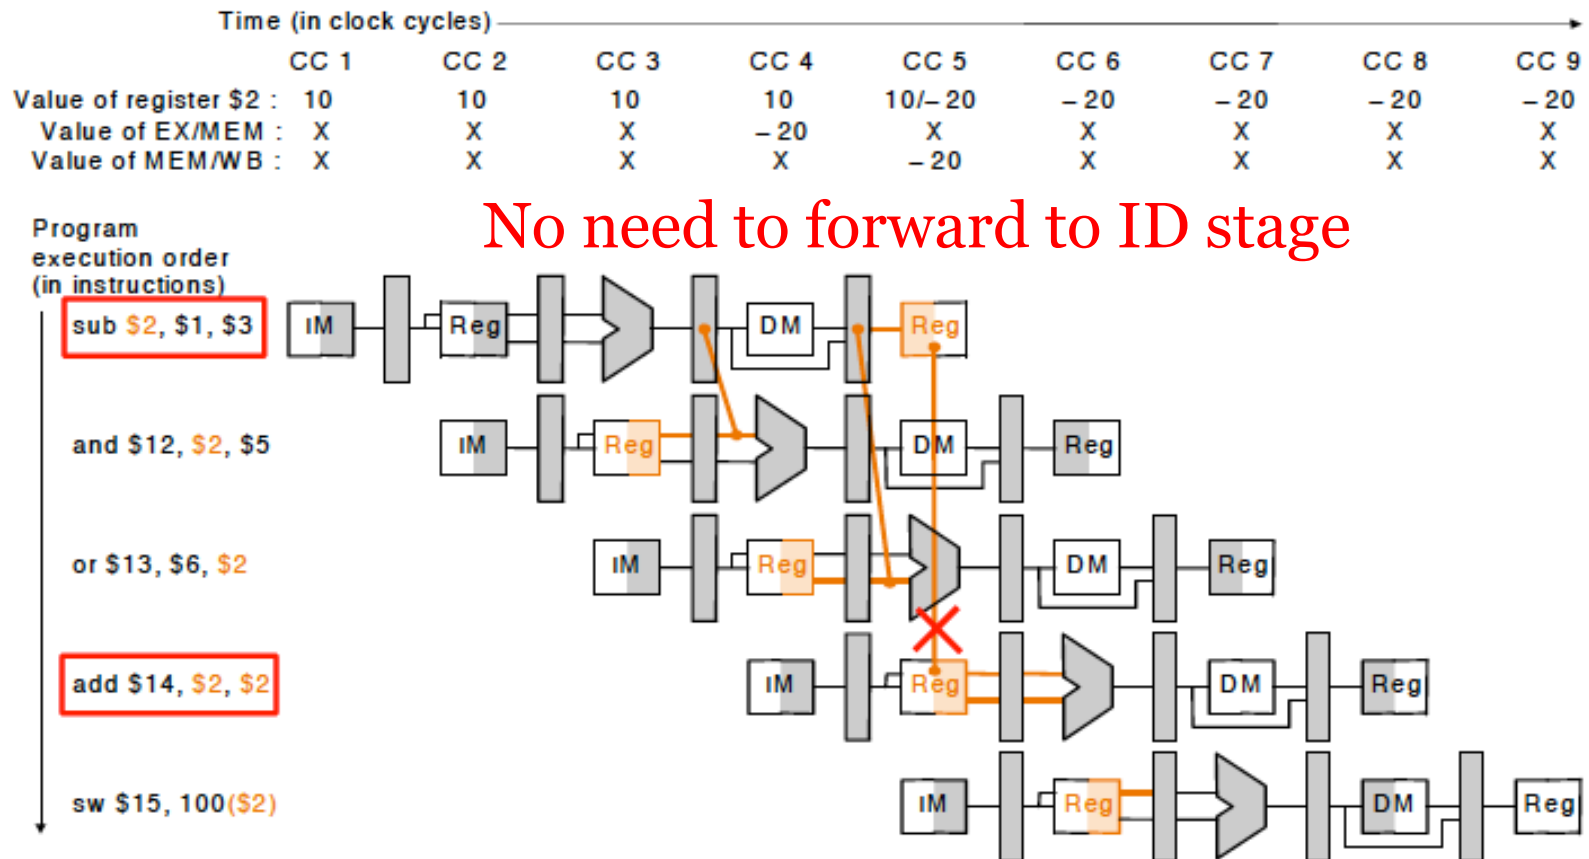 Time (in clock cycles)
CC 1 CC 2 CC 3 CC 4 CC 5 CC 6 CC 7 CC 8 CC 9
Value of register $2 : 10 10 10 10 10/– 20 – 20 – 20 – 20 – 20
Value of EX/MEM : X X X – 20 X X X X X
Value of MEM/WB : X X X X – 20 X X X X
No need to forward to ID stage
Program
execution order
(in instructions)
sub $2, $1, $3 IM Reg DM Reg
and $12, $2, $5 IM Reg DM Reg
or $13, $6, $2 IM Reg DM Reg
add $14, $2, $2 IM Reg DM Reg
sw $15, 100($2) IM Reg DM Reg